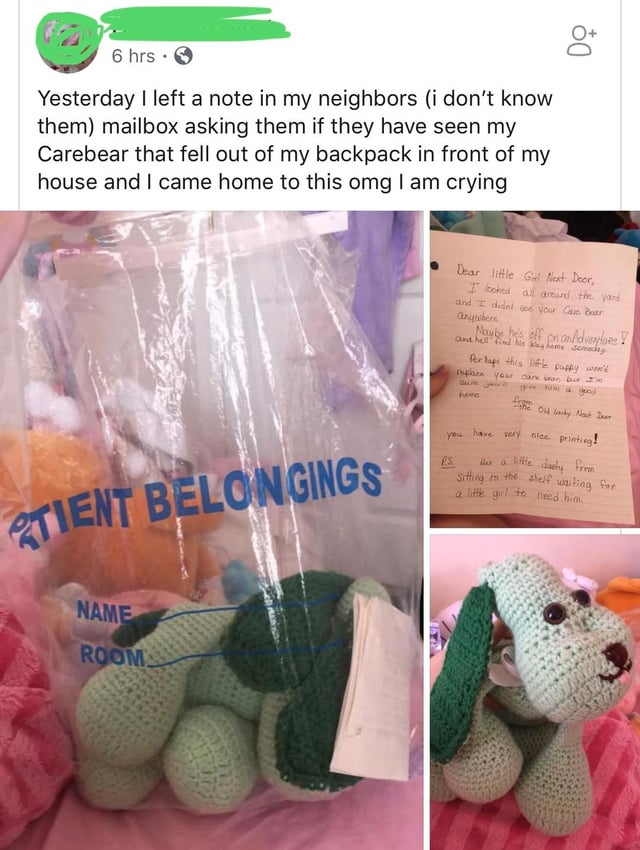 6 hrs ·
Yesterday I left a note in my neighbors (i don't know
them) mailbox asking them if they have seen my
Carebear that fell out of my backpack in front of my
house and I came home to this omg I am crying
ATIENT BELONGINGS
NAME
ROOM
Dear little Girl Next Door,
I looked all around the yard
and I didnt see your Care Bear
anywhere.
Maybe he's off on an Adventures!
and he'll find his way home someday.
Perhaps this little puppy won't
replace your care bear, but I'm
sure you'll give him a good
home.
from
The Old lady Next Door
you have very nice printing!
P.S. a little dusty from
Sitting on the shelf waiting for
a little girl to need him.